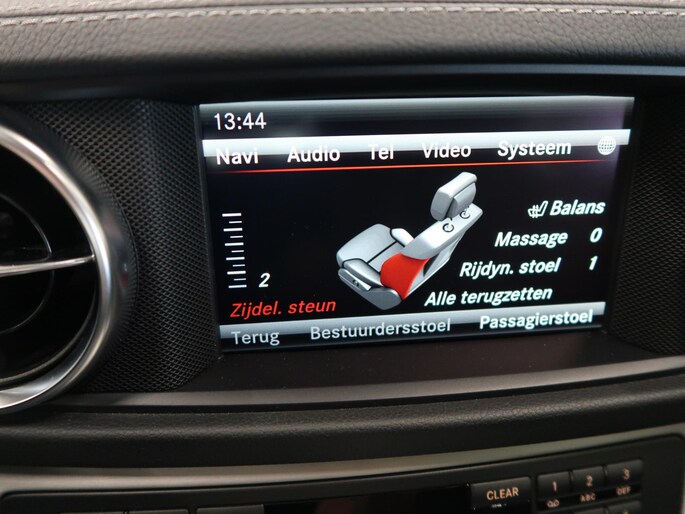 13:44
Navi Audio Tel Video Systeem
Balans
Massage 0
Rijdyn. stoel 1
2
Alle terugzetten
Zijdel. steun
Terug Bestuurdersstoel Passagierstoel
CLEAR
1 2 ABC 3 DEF